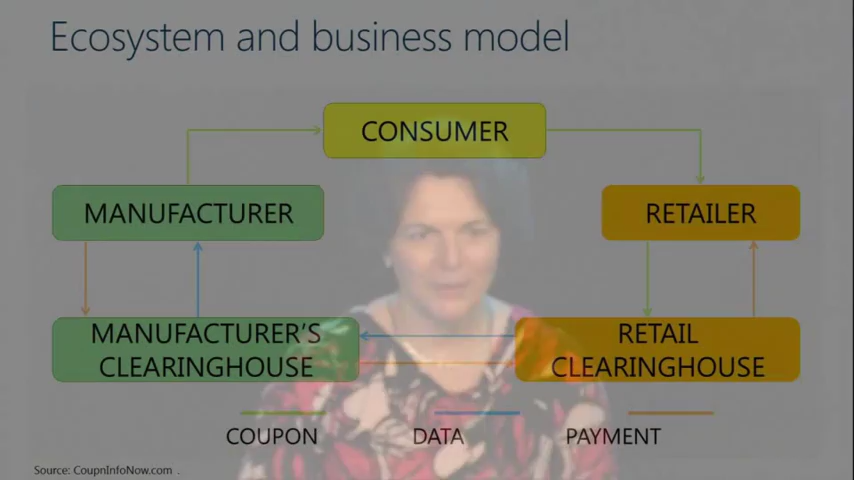 Ecosystem and business model
CONSUMER
MANUFACTURER
RETAILER
MANUFACTURER'S
CLEARINGHOUSE
RETAIL
CLEARINGHOUSE
COUPON
DATA
PAYMENT
Source: CoupnInfoNow.com .